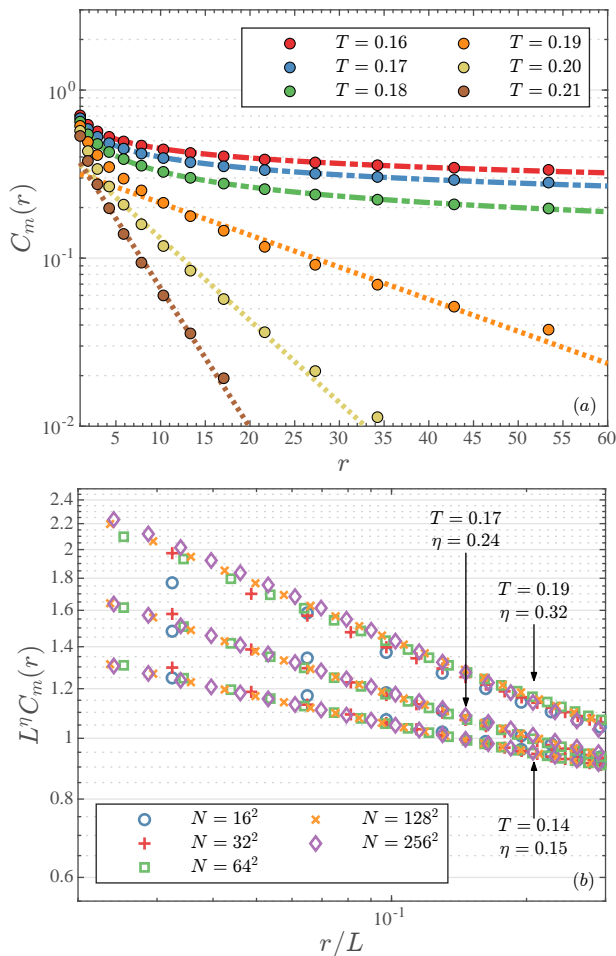 T = 0.16 T = 0.19
T = 0.17 T = 0.20
T = 0.18 T = 0.21
10^0
10^-1
10^-2
C_m(r)
5 10 15 20 25 30 35 40 45 50 55 60
r
(a)
2.4
2.2
2
1.8
1.6
1.4
1.2
1
0.8
0.6
L^η C_m(r)
T = 0.17
η = 0.24
T = 0.19
η = 0.32
T = 0.14
η = 0.15
N = 16^2 N = 128^2
N = 32^2 N = 256^2
N = 64^2
(b)
10^-1
r/L